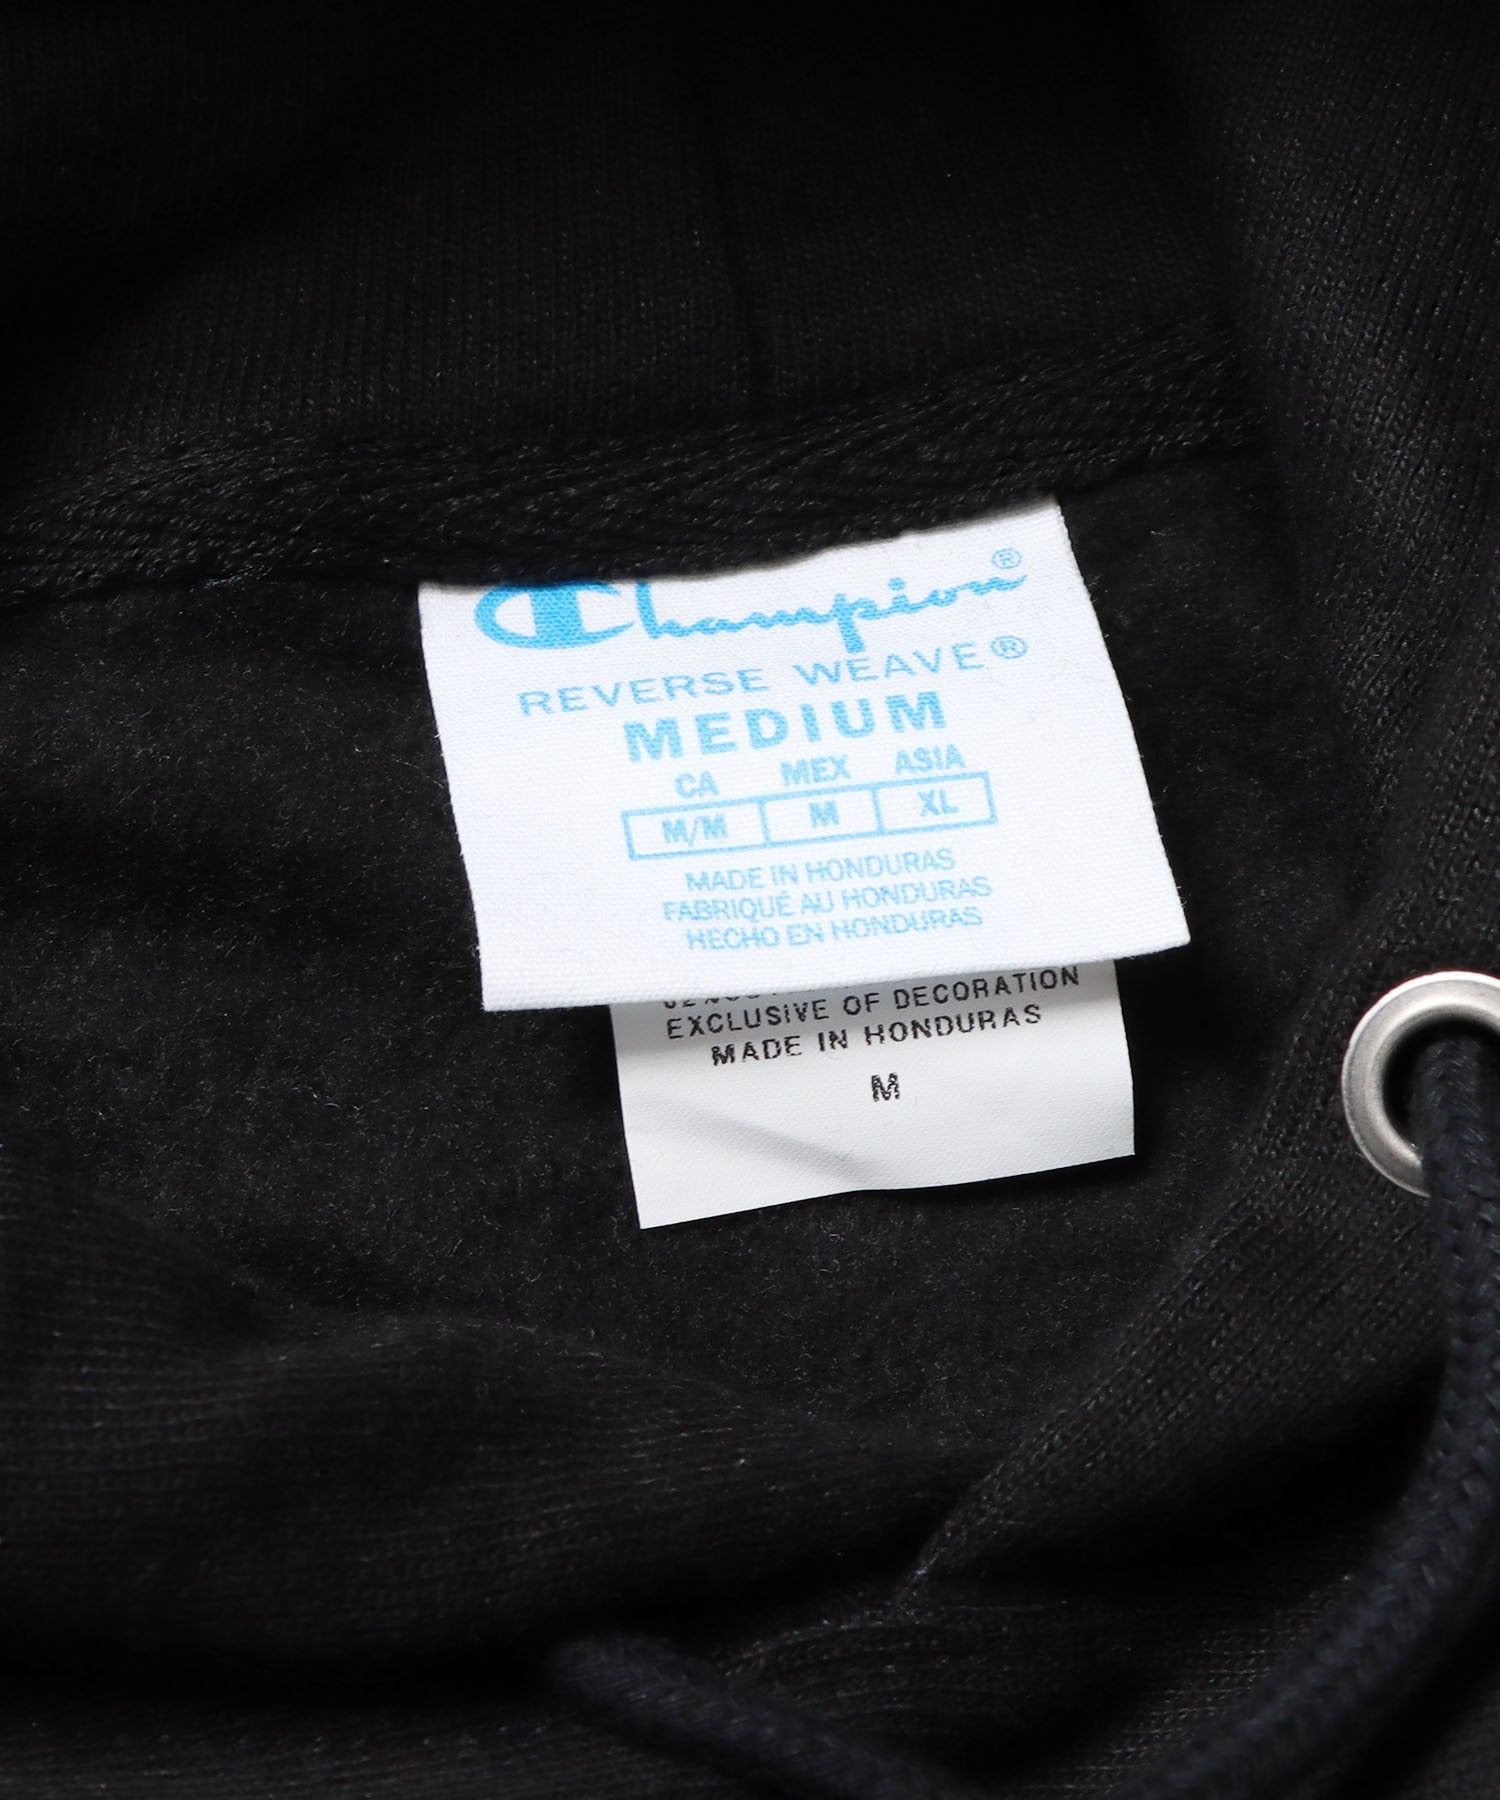 Champion®
REVERSE WEAVE®
MEDIUM
CA MEX ASIA
M/M M XL
MADE IN HONDURAS
FABRIQUÉ AU HONDURAS
HECHO EN HONDURAS
EXCLUSIVE OF DECORATION
MADE IN HONDURAS
M